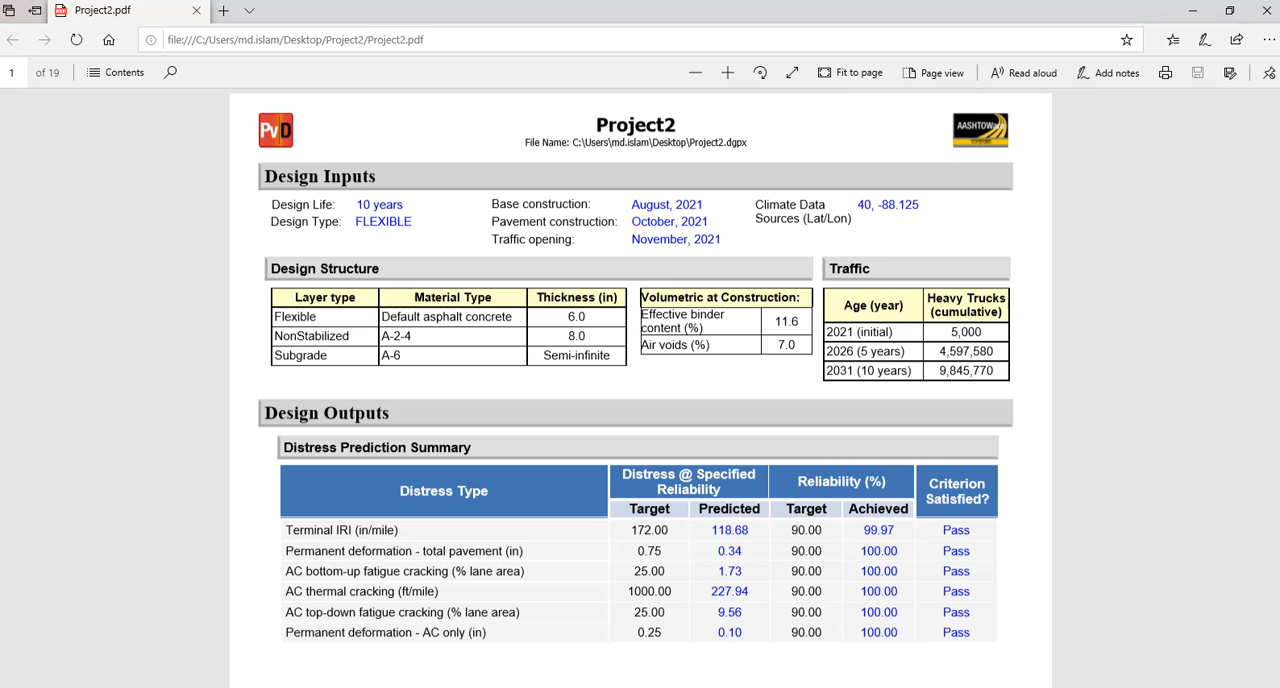 Project2.pdf
file:///C:/Users/md.islam/Desktop/Project2/Project2.pdf
1 of 19 Contents Fit to page Page view Read aloud Add notes
PvD
Project2
AASHTOWare
File Name: C:\Users\md.islam\Desktop\Project2.dgpx
Design Inputs
Design Life: 10 years Base construction: August, 2021 Climate Data 40, -88.125
Design Type: FLEXIBLE Pavement construction: October, 2021 Sources (Lat/Lon)
Traffic opening: November, 2021
Design Structure Traffic
Layer type Material Type Thickness (in)
Flexible Default asphalt concrete 6.0
NonStabilized A-2-4 8.0
Subgrade A-6 Semi-infinite
Volumetric at Construction:
Effective binder
content (%) 11.6
Air voids (%) 7.0
Age (year) Heavy Trucks
(cumulative)
2021 (initial) 5,000
2026 (5 years) 4,597,580
2031 (10 years) 9,845,770
Design Outputs
Distress Prediction Summary
Distress Type Distress @ Specified
Reliability Reliability (%) Criterion
Satisfied?
Target Predicted Target Achieved
Terminal IRI (in/mile) 172.00 118.68 90.00 99.97 Pass
Permanent deformation - total pavement (in) 0.75 0.34 90.00 100.00 Pass
AC bottom-up fatigue cracking (% lane area) 25.00 1.73 90.00 100.00 Pass
AC thermal cracking (ft/mile) 1000.00 227.94 90.00 100.00 Pass
AC top-down fatigue cracking (% lane area) 25.00 9.56 90.00 100.00 Pass
Permanent deformation - AC only (in) 0.25 0.10 90.00 100.00 Pass